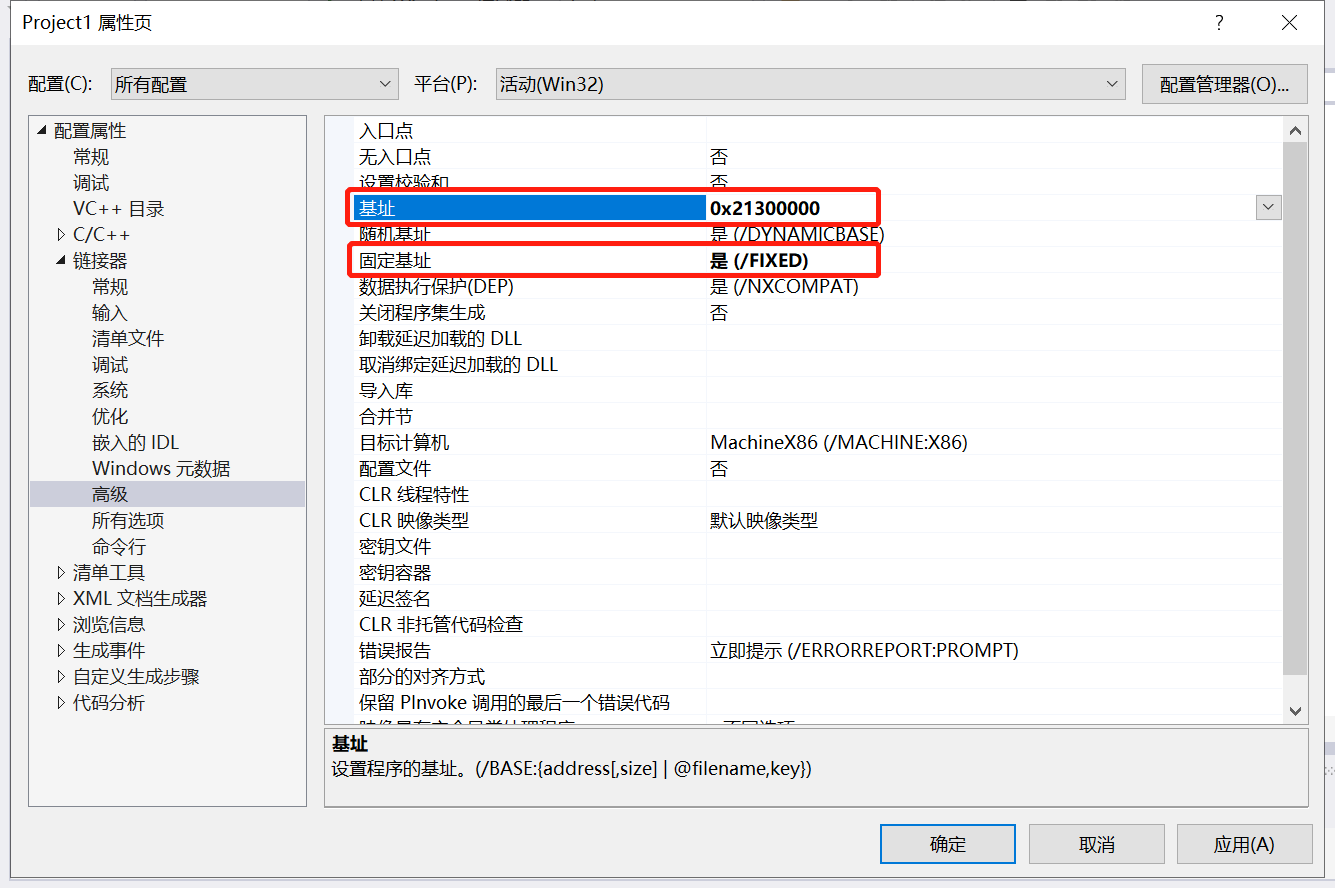 Project1 属性页
?
配置(C): 所有配置 平台(P): 活动(Win32) 配置管理器(O)...
配置属性
常规
调试
VC++ 目录
C/C++
链接器
常规
输入
清单文件
调试
系统
优化
嵌入的 IDL
Windows 元数据
高级
所有选项
命令行
清单工具
XML 文档生成器
浏览信息
生成事件
自定义生成步骤
代码分析
入口点
无入口点 否
设置校验和 否
基址 0x21300000
随机基址 是 (/DYNAMICBASE)
固定基址 是 (/FIXED)
数据执行保护(DEP) 是 (/NXCOMPAT)
关闭程序集生成 否
卸载延迟加载的 DLL
取消绑定延迟加载的 DLL
导入库
合并节
目标计算机 MachineX86 (/MACHINE:X86)
配置文件 否
CLR 线程特性
CLR 映像类型 默认映像类型
密钥文件
密钥容器
延迟签名
CLR 非托管代码检查
错误报告 立即提示 (/ERRORREPORT:PROMPT)
部分的对齐方式
保留 PInvoke 调用的最后一个错误代码
基址
设置程序的基址。(/BASE:{address[,size] | @filename,key})
确定 取消 应用(A)